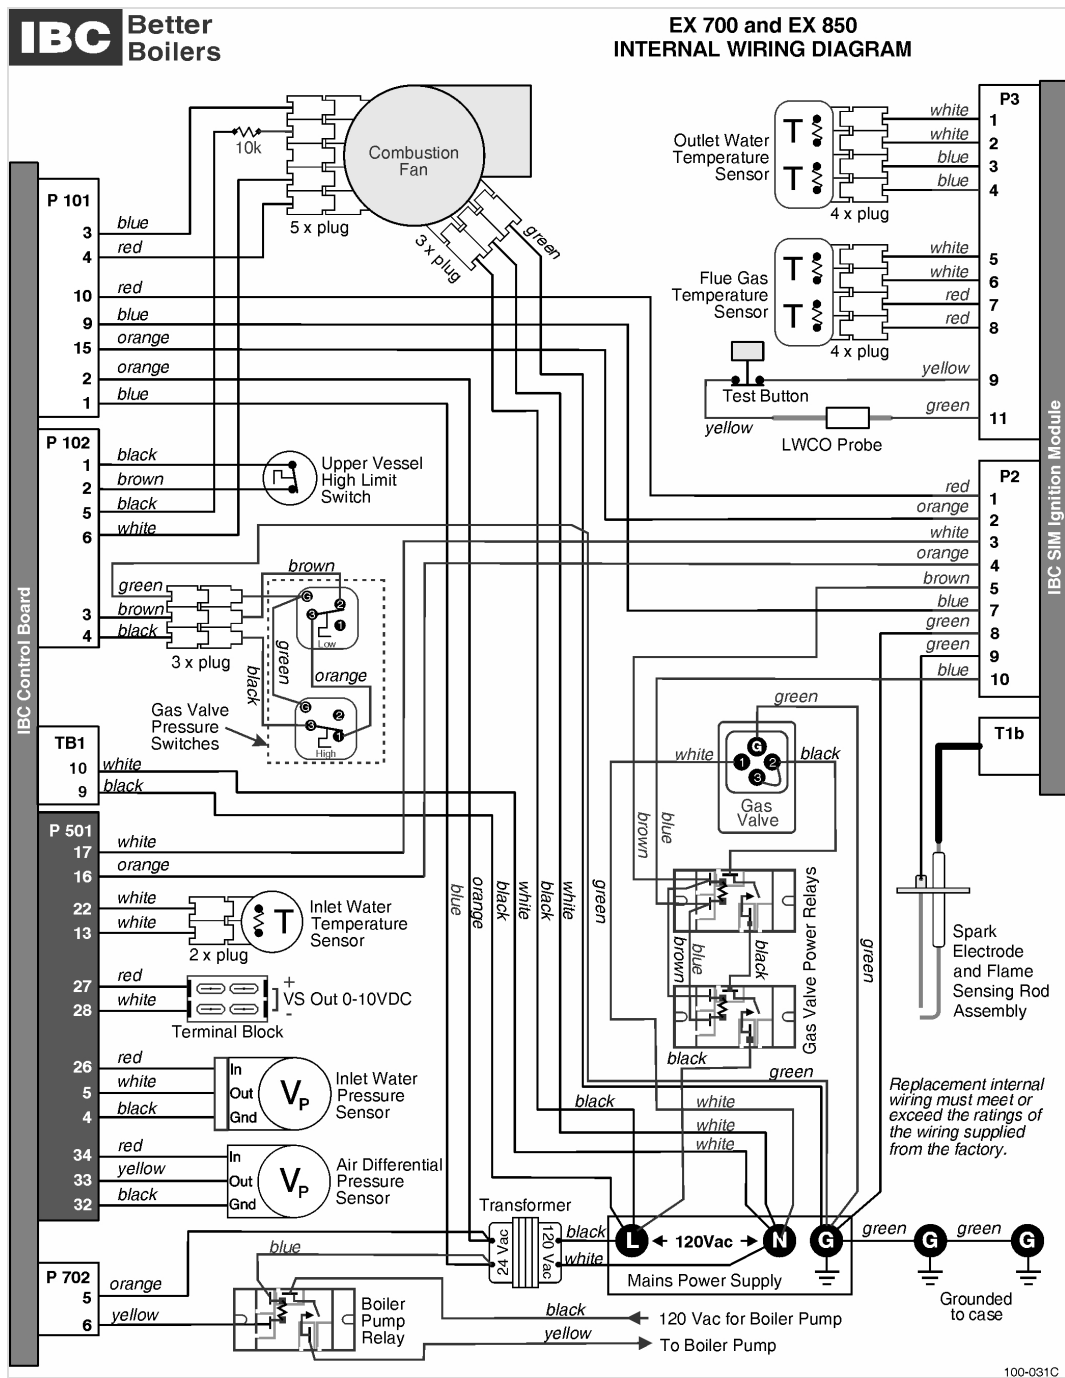 IBC Better
Boilers
EX 700 and EX 850
INTERNAL WIRING DIAGRAM
Combustion
Fan
10k
5 x plug
3 x plug
green
P 101
3 blue
4 red
10 red
9 blue
15 orange
2 orange
1 blue
P 102
1 black
2 brown
5 black
6 white
Upper Vessel
High Limit
Switch
green
3 brown
4 black
3 x plug
brown
G
2
3
1
Low
green
orange
black
G
2
3
1
High
Gas Valve
Pressure
Switches
IBC Control Board
TB1
10 white
9 black
P 501
17 white
16 orange
22 white
13 white
2 x plug
T
Inlet Water
Temperature
Sensor
27 red
28 white
+
VS Out 0-10VDC
-
Terminal Block
26 red
5 white
4 black
In
Out
Gnd
VP
Inlet Water
Pressure
Sensor
34 red
33 yellow
32 black
In
Out
Gnd
VP
Air Differential
Pressure
Sensor
P 702
5 orange
6 yellow
blue
Boiler
Pump
Relay
Transformer
24 Vac
120 Vac
black
white
L 120Vac N G
Mains Power Supply
black
120 Vac for Boiler Pump
yellow
To Boiler Pump
green
G
green
G
Grounded
to case
blue
orange
black
white
black
white
green
black
white
white
white
green
Outlet Water
Temperature
Sensor
T
T
4 x plug
Flue Gas
Temperature
Sensor
T
T
4 x plug
P3
white 1
white 2
blue 3
blue 4
white 5
white 6
red 7
red 8
yellow 9
green 11
Test Button
yellow
LWCO Probe
IBC SIM Ignition Module
P2
red 1
orange 2
white 3
orange 4
brown 5
blue 7
green 8
green 9
blue 10
T1b
green
white
black
G
1
2
3
Gas
Valve
brown
blue
brown
blue
black
black
Gas Valve Power Relays
green
Spark
Electrode
and Flame
Sensing Rod
Assembly
Replacement internal
wiring must meet or
exceed the ratings of
the wiring supplied
from the factory.
100-031C